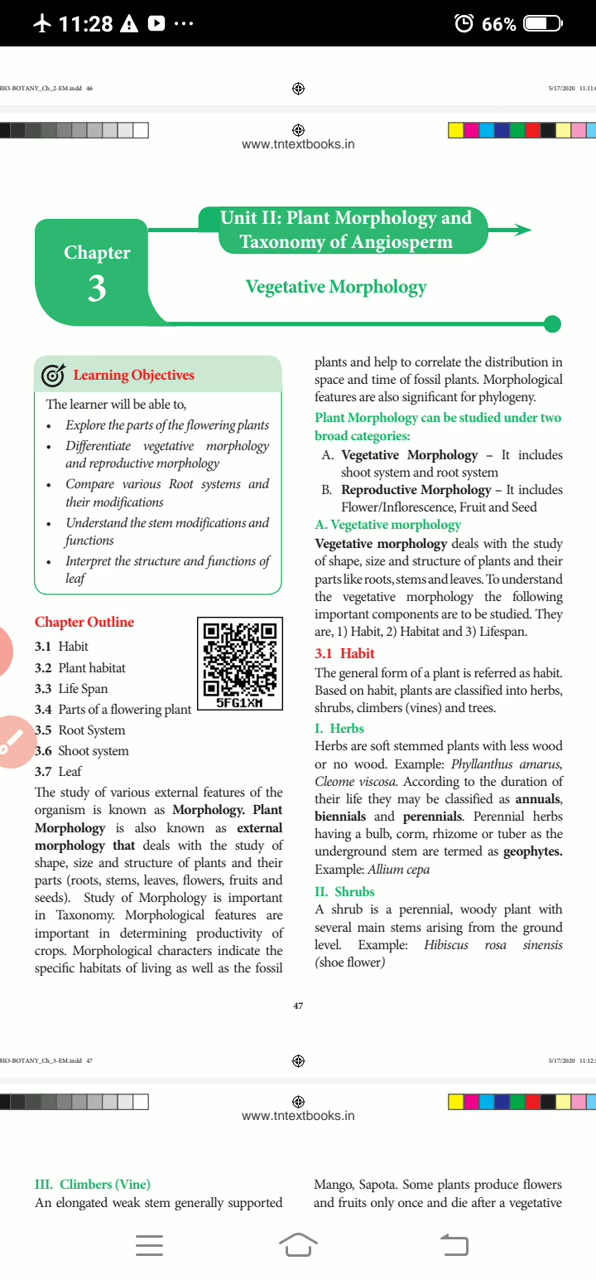 11:28
66%
BIO-BOTANY_Ch_2-EM.indd 46
5/17/2020 11:11:
www.tntextbooks.in
Chapter
3
Unit II: Plant Morphology and
Taxonomy of Angiosperm
Vegetative Morphology
Learning Objectives
The learner will be able to,
• Explore the parts of the flowering plants
• Differentiate vegetative morphology
and reproductive morphology
• Compare various Root systems and
their modifications
• Understand the stem modifications and
functions
• Interpret the structure and functions of
leaf
Chapter Outline
3.1 Habit
3.2 Plant habitat
3.3 Life Span
3.4 Parts of a flowering plant
3.5 Root System
3.6 Shoot system
3.7 Leaf
5FG1XM
The study of various external features of the
organism is known as Morphology. Plant
Morphology is also known as external
morphology that deals with the study of
shape, size and structure of plants and their
parts (roots, stems, leaves, flowers, fruits and
seeds). Study of Morphology is important
in Taxonomy. Morphological features are
important in determining productivity of
crops. Morphological characters indicate the
specific habitats of living as well as the fossil
plants and help to correlate the distribution in
space and time of fossil plants. Morphological
features are also significant for phylogeny.
Plant Morphology can be studied under two
broad categories:
A. Vegetative Morphology – It includes
shoot system and root system
B. Reproductive Morphology – It includes
Flower/Inflorescence, Fruit and Seed
A. Vegetative morphology
Vegetative morphology deals with the study
of shape, size and structure of plants and their
parts like roots, stems and leaves. To understand
the vegetative morphology the following
important components are to be studied. They
are, 1) Habit, 2) Habitat and 3) Lifespan.
3.1 Habit
The general form of a plant is referred as habit.
Based on habit, plants are classified into herbs,
shrubs, climbers (vines) and trees.
I. Herbs
Herbs are soft stemmed plants with less wood
or no wood. Example: Phyllanthus amarus,
Cleome viscosa. According to the duration of
their life they may be classified as annuals,
biennials and perennials. Perennial herbs
having a bulb, corm, rhizome or tuber as the
underground stem are termed as geophytes.
Example: Allium cepa
II. Shrubs
A shrub is a perennial, woody plant with
several main stems arising from the ground
level. Example: Hibiscus rosa sinensis
(shoe flower)
47
BIO-BOTANY_Ch_3-EM.indd 47
5/17/2020 11:12:
www.tntextbooks.in
III. Climbers (Vine)
An elongated weak stem generally supported
Mango, Sapota. Some plants produce flowers
and fruits only once and die after a vegetative